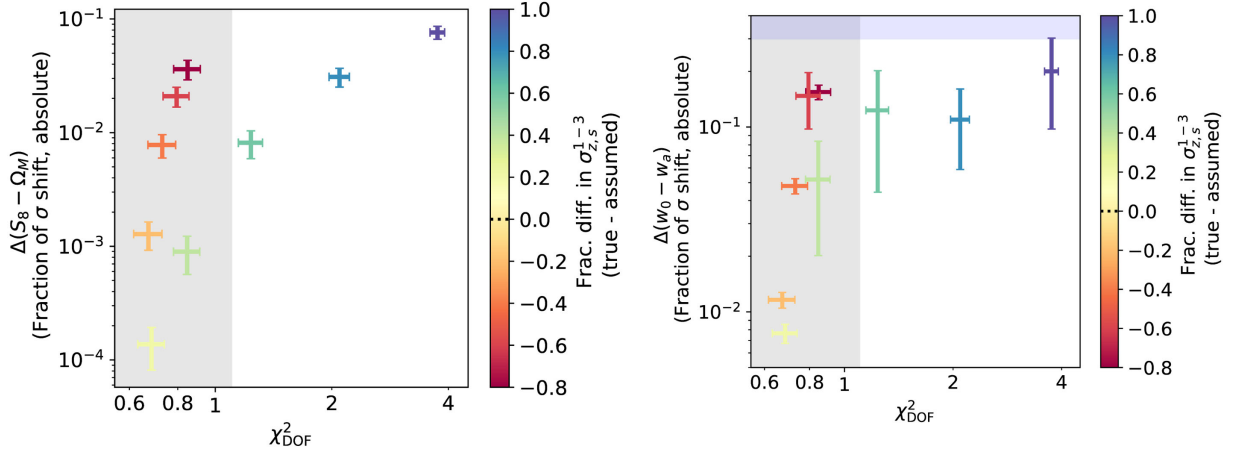 10⁻¹
10⁻²
10⁻³
10⁻⁴
Δ(S₈ − Ω_M)
(Fraction of σ shift, absolute)
0.6 0.8 1 2 4
χ²_DOF
1.0
0.8
0.6
0.4
0.2
0.0
−0.2
−0.4
−0.6
−0.8
Frac. diff. in σ_{z,s}^{1−3}
(true - assumed)
10⁻¹
10⁻²
Δ(w₀ − w_a)
(Fraction of σ shift, absolute)
0.6 0.8 1 2 4
χ²_DOF
1.0
0.8
0.6
0.4
0.2
0.0
−0.2
−0.4
−0.6
−0.8
Frac. diff. in σ_{z,s}^{1−3}
(true - assumed)